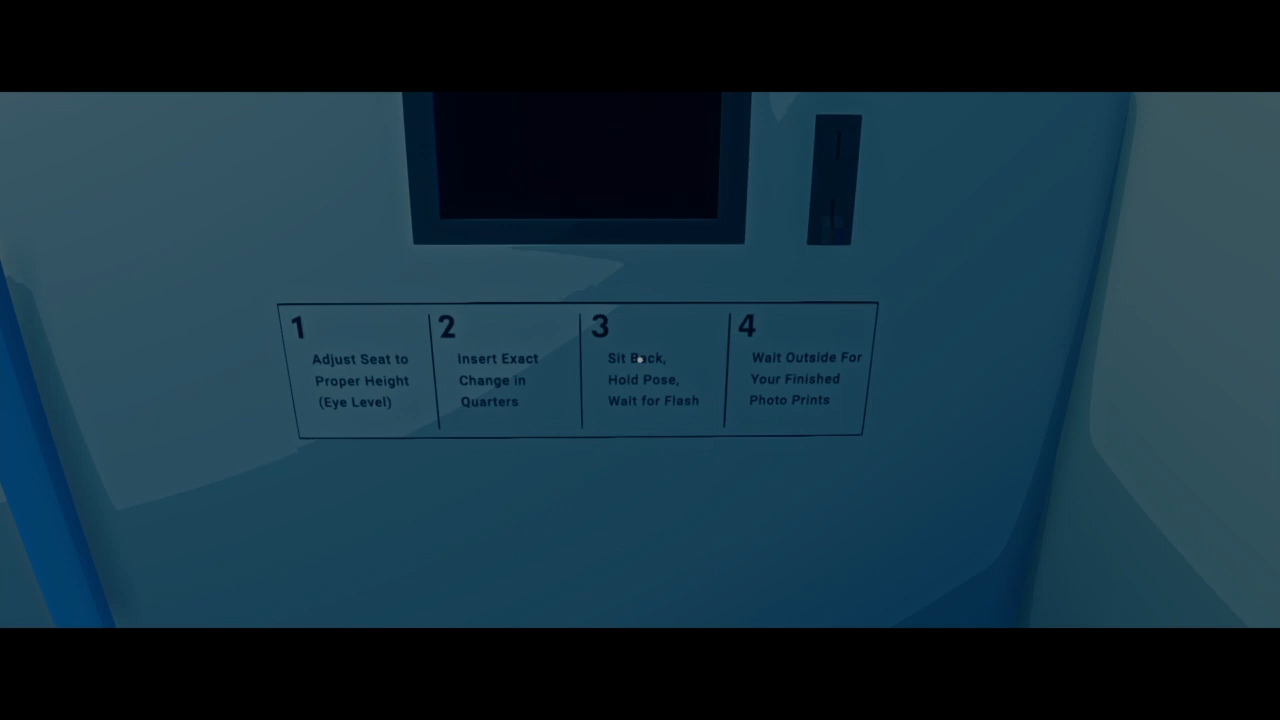 1
Adjust Seat to
Proper Height
(Eye Level)
2
Insert Exact
Change in
Quarters
3
Sit Back,
Hold Pose,
Wait for Flash
4
Wait Outside For
Your Finished
Photo Prints